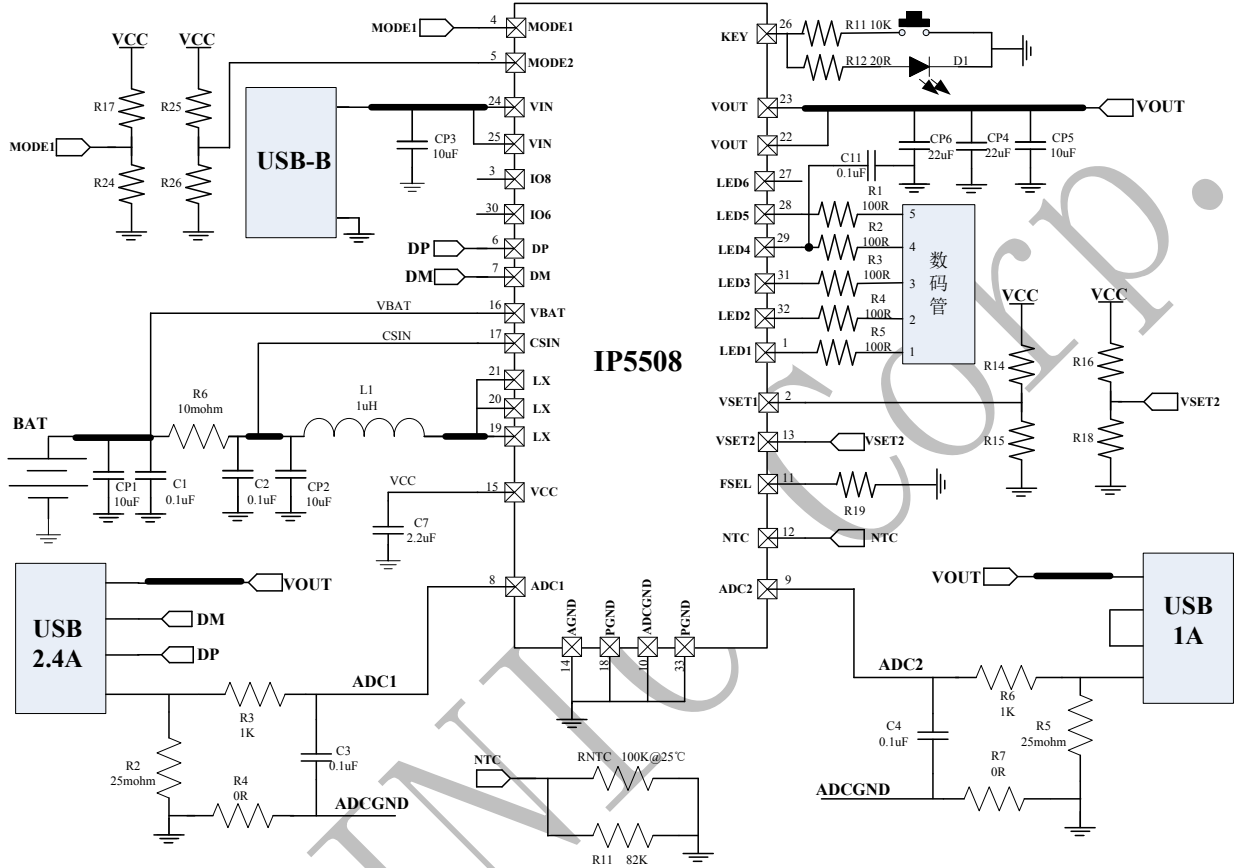 MODE1
4
MODE1
VCC
VCC
5
MODE2
R17
R25
MODE1
R24
R26
USB-B
24
VIN
CP3
10uF
25
VIN
3
IO8
30
IO6
DP
6
DP
DM
7
DM
VBAT
16
VBAT
CSIN
17
CSIN
21
LX
20
LX
19
LX
BAT
R6
10mohm
L1
1uH
CP1
10uF
C1
0.1uF
C2
0.1uF
CP2
10uF
VCC
15
VCC
C7
2.2uF
IP5508
KEY
26
R11 10K
R12 20R
D1
VOUT
23
VOUT
VOUT
22
CP6
22uF
CP4
22uF
CP5
10uF
C11
0.1uF
LED6
27
LED5
28
R1
100R
5
LED4
29
R2
100R
4
LED3
31
R3
100R
3
LED2
32
R4
100R
2
LED1
1
R5
100R
1
数码管
VCC
VCC
R14
R16
VSET1
2
VSET2
R15
R18
VSET2
13
VSET2
FSEL
11
R19
NTC
12
NTC
USB
2.4A
VOUT
DM
DP
8
ADC1
ADC1
R3
1K
R2
25mohm
C3
0.1uF
R4
0R
ADCGND
AGND
PGND
ADCGND
PGND
14
18
10
33
NTC
RNTC
100K@25℃
R11
82K
ADC2
9
VOUT
USB
1A
ADC2
R6
1K
C4
0.1uF
R5
25mohm
R7
0R
ADCGND
INIC Corp.